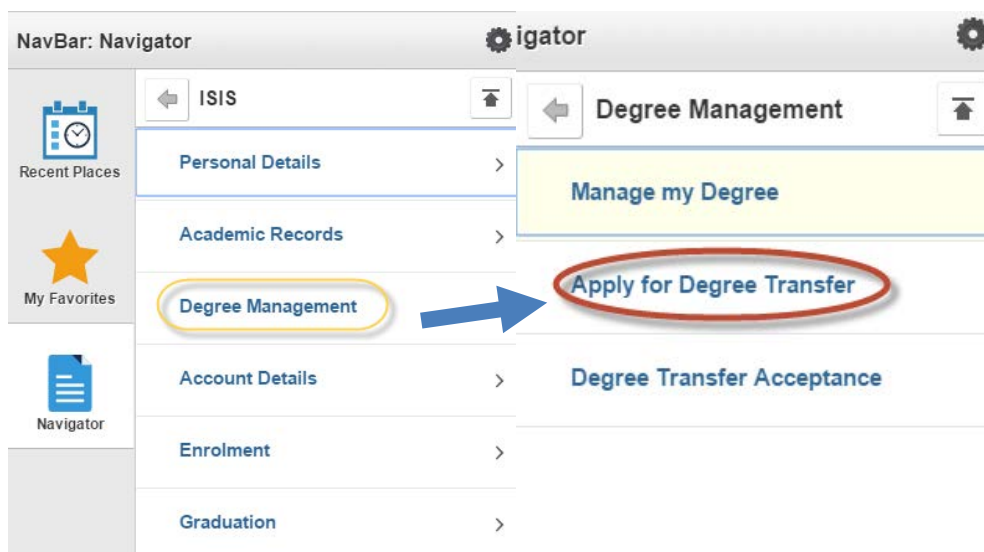 NavBar: Navigator
Recent Places
My Favorites
Navigator
ISIS
Personal Details
Academic Records
Degree Management
Account Details
Enrolment
Graduation
igator
Degree Management
Manage my Degree
Apply for Degree Transfer
Degree Transfer Acceptance